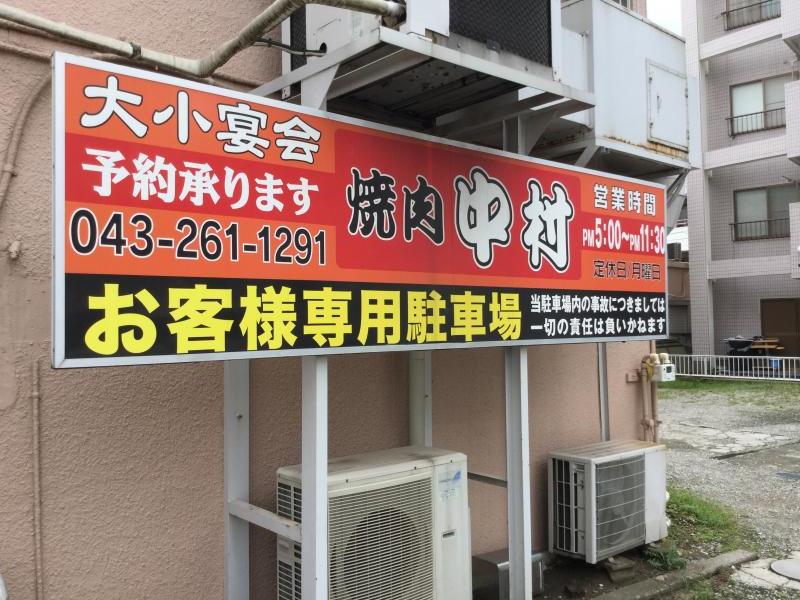 大小宴会
予約承ります
043-261-1291
焼肉 中村
営業時間
PM5:00～PM11:30
定休日/月曜日
お客様専用駐車場
当駐車場内の事故につきましては
一切の責任は負いかねます